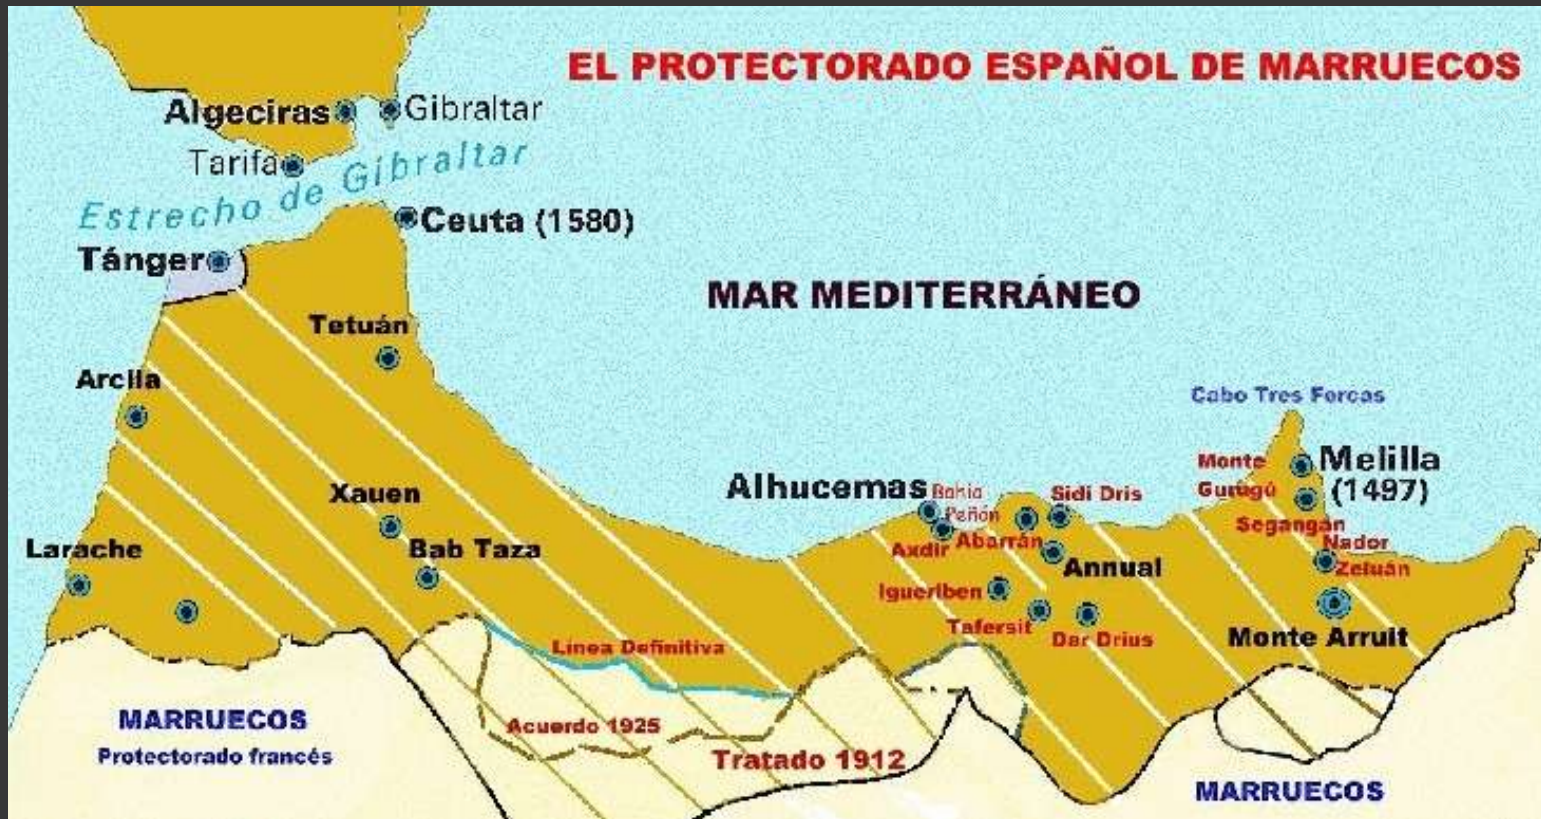 EL PROTECTORADO ESPAÑOL DE MARRUECOS
Algeciras
Gibraltar
Tarifa
Estrecho de Gibraltar
Ceuta (1580)
Tánger
MAR MEDITERRÁNEO
Tetuán
Arcila
Cabo Tres Forcas
Melilla
(1497)
Monte
Gurugú
Alhucemas
Bahia
Peñón
Sidi Dris
Xauen
Segangán
Nador
Larache
Bab Taza
Axdir
Abarrán
Annual
Zeluán
Igueriben
Tafersit
Dar Drius
Monte Arruit
Línea Definitiva
MARRUECOS
Protectorado francés
Acuerdo 1925
Tratado 1912
MARRUECOS